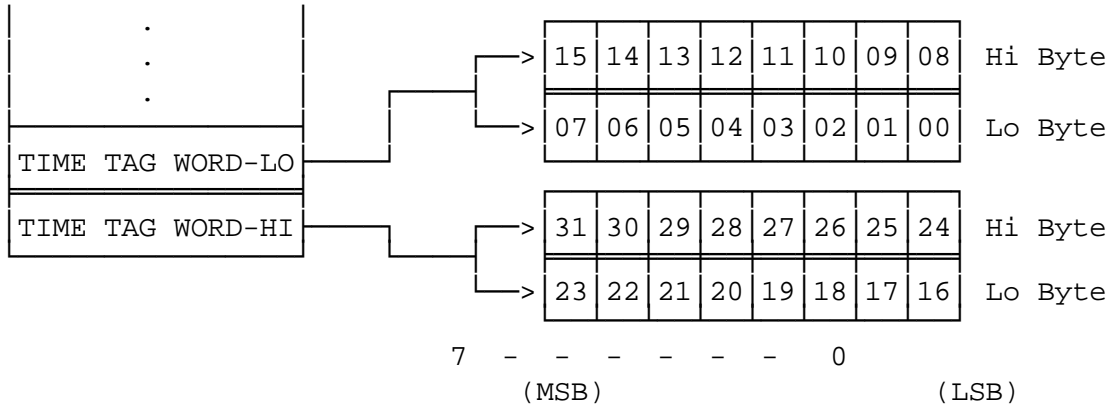 .
. > 15 14 13 12 11 10 09 08 Hi Byte
.
> 07 06 05 04 03 02 01 00 Lo Byte
TIME TAG WORD-LO
TIME TAG WORD-HI > 31 30 29 28 27 26 25 24 Hi Byte
> 23 22 21 20 19 18 17 16 Lo Byte
7 - - - - - - 0
(MSB) (LSB)